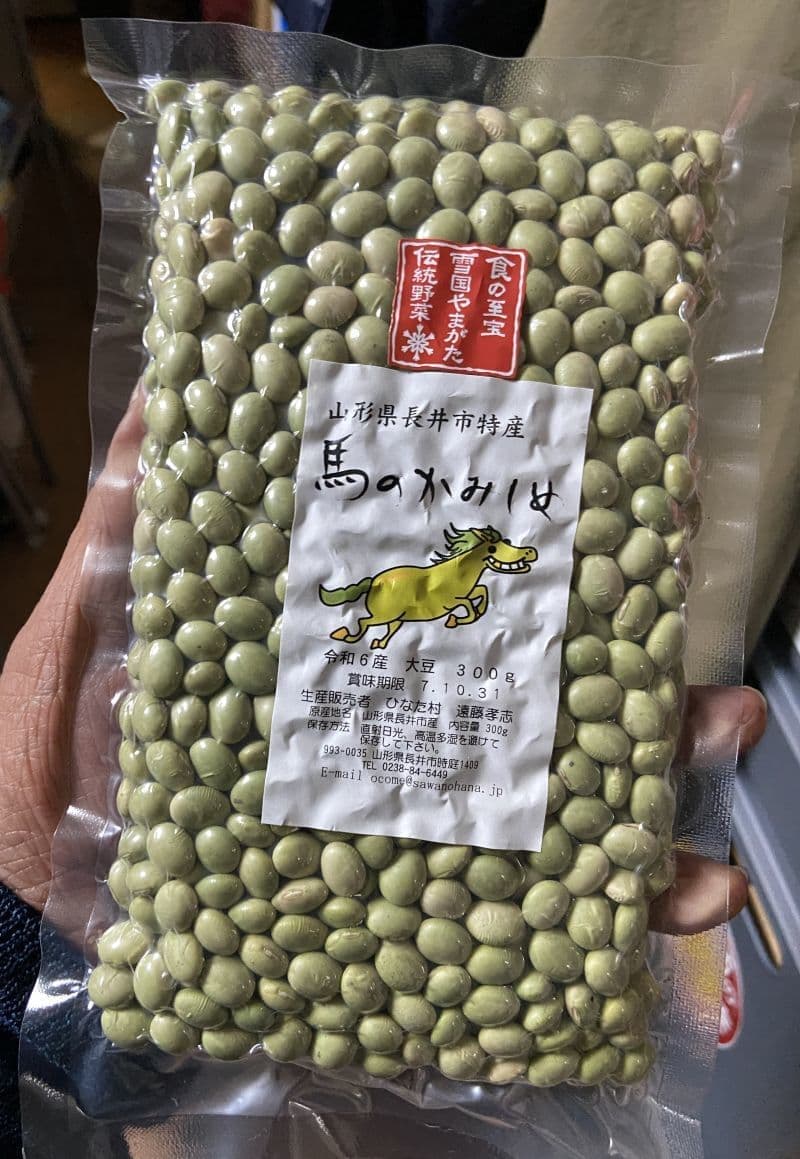 食の至宝
雪国やまがた
伝統野菜
山形県長井市特産
馬のかみしめ
令和6産 大豆 300g
賞味期限 7.10.31
生産販売者 ひなた村 遠藤孝志
原産地名 山形県長井市産 内容量 300g
保存方法 直射日光、高温多湿を避けて
保存して下さい。
993-0035 山形県長井市時庭1409
TEL 0238-84-6449
E-mail ocome@sawanohana.jp